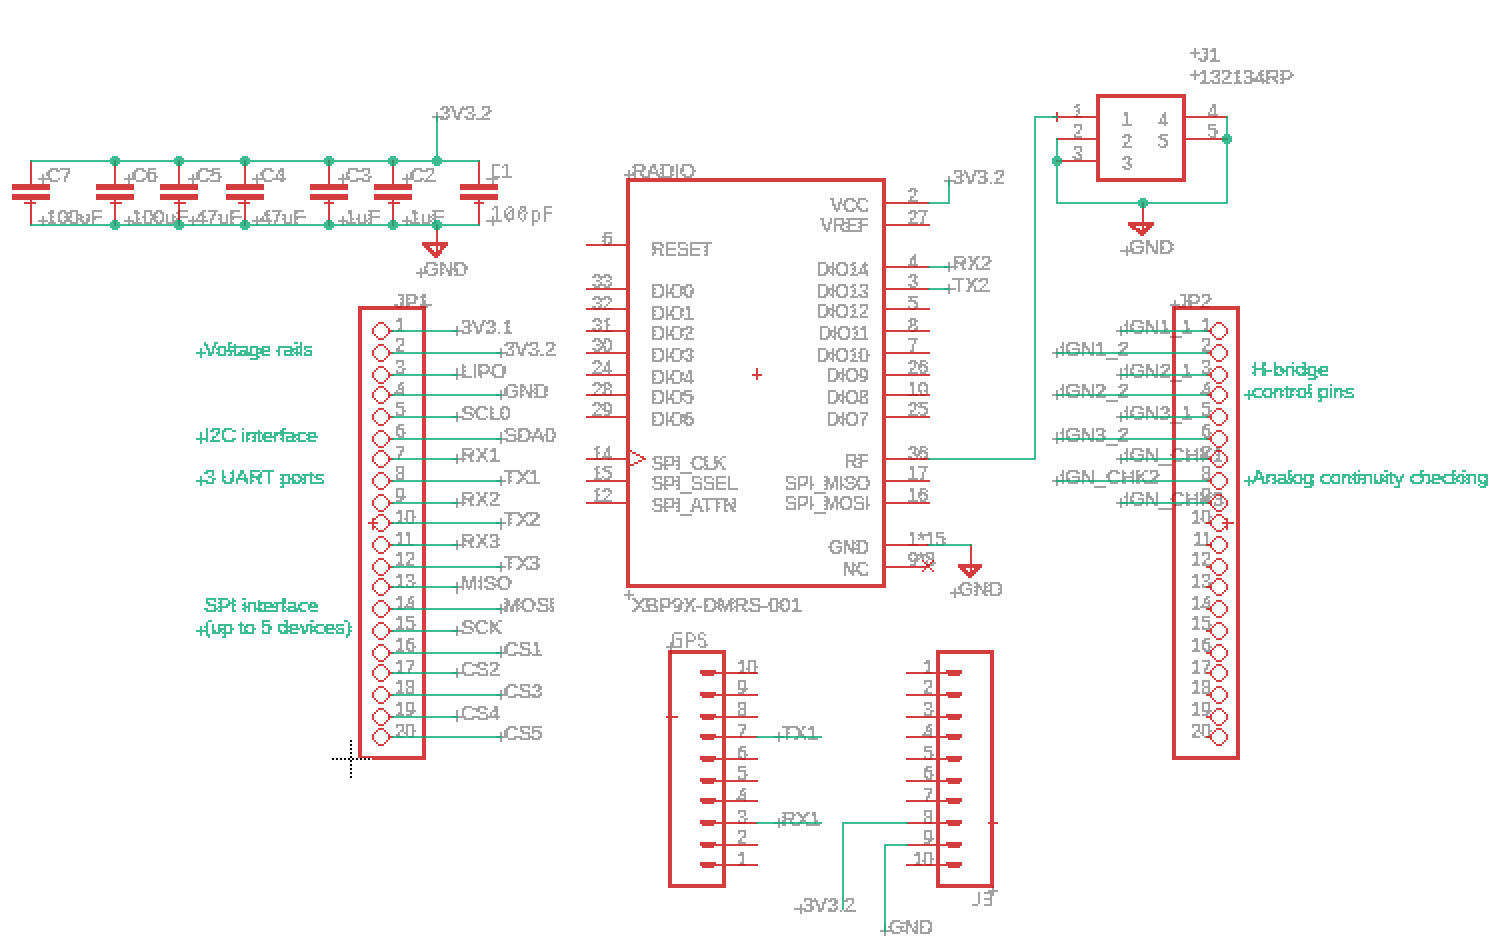 J1
132134RP
1
2
3
1
2
3
4
5
4
5
GND
3V3.2
C7
C6
C5
C4
C3
C2
C1
100uF
100uF
47uF
47uF
1uF
1uF
GND
RADIO
RESET
DIO0
DIO1
DIO2
DIO3
DIO4
DIO5
DIO6
SPI_CLK
SPI_SSEL
SPI_ATTN
6
33
32
31
30
24
28
29
14
15
12
VCC
VREF
DIO14
DIO13
DIO12
DIO11
DIO10
DIO9
DIO8
DIO7
RF
SPI_MISO
SPI_MOSI
GND
NC
2
27
4
3
5
8
7
26
10
25
36
17
16
1*15
3V3.2
RX2
TX2
GND
XBP9X-DMRS-001
JP1
1 3V3.1
2 3V3.2
3 LIPO
4 GND
5 SCL0
6 SDA0
7 RX1
8 TX1
9 RX2
10 TX2
11 RX3
12 TX3
13 MISO
14 MOSI
15 SCK
16 CS1
17 CS2
18 CS3
19 CS4
20 CS5
Voltage rails
I2C interface
3 UART ports
SPI interface
(up to 5 devices)
JP2
IGN1_1 1
IGN1_2 2
IGN2_1 3
IGN2_2 4
IGN3_1 5
IGN3_2 6
IGN_CHK1
IGN_CHK2 8
IGN_CHK3
10
11
12
13
14
15
16
17
18
19
20
H-bridge
control pins
Analog continuity checking
GPS
10
9
8
7 TX1
6
5
4
3 RX1
2
1
1
2
3
4
5
6
7
8
9
10
J3
3V3.2
GND